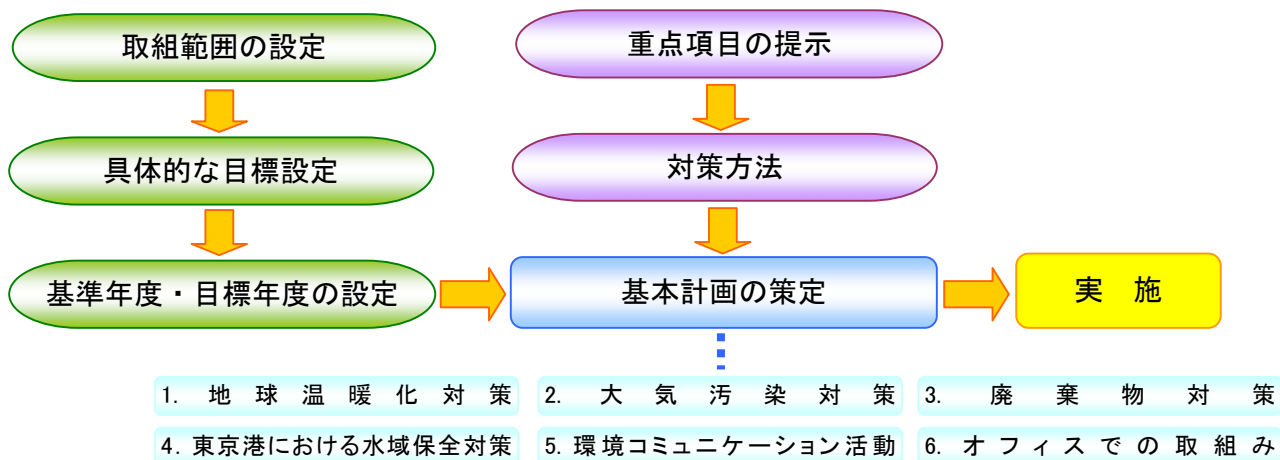 取組範囲の設定
重点項目の提示
具体的な目標設定
対策方法
基準年度・目標年度の設定
基本計画の策定
実 施
1. 地球温暖化対策
2. 大気汚染対策
3. 廃棄物対策
4. 東京港における水域保全対策
5. 環境コミュニケーション活動
6. オフィスでの取組み